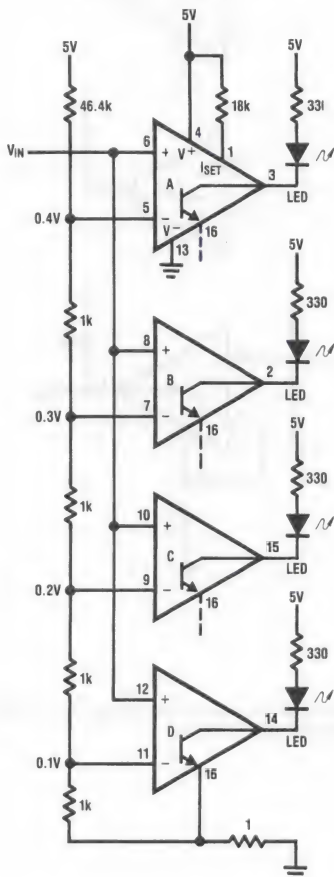 5V
5V
5V
46.4k
18k
33I
VIN
6
+
4
V+
1
ISET
3
LED
A
0.4V
5
−
V−
16
13
5V
330
1k
8
+
B
2
LED
0.3V
7
−
16
5V
330
1k
10
+
C
15
LED
0.2V
9
−
16
5V
330
1k
12
+
D
14
LED
0.1V
11
−
16
1k
1